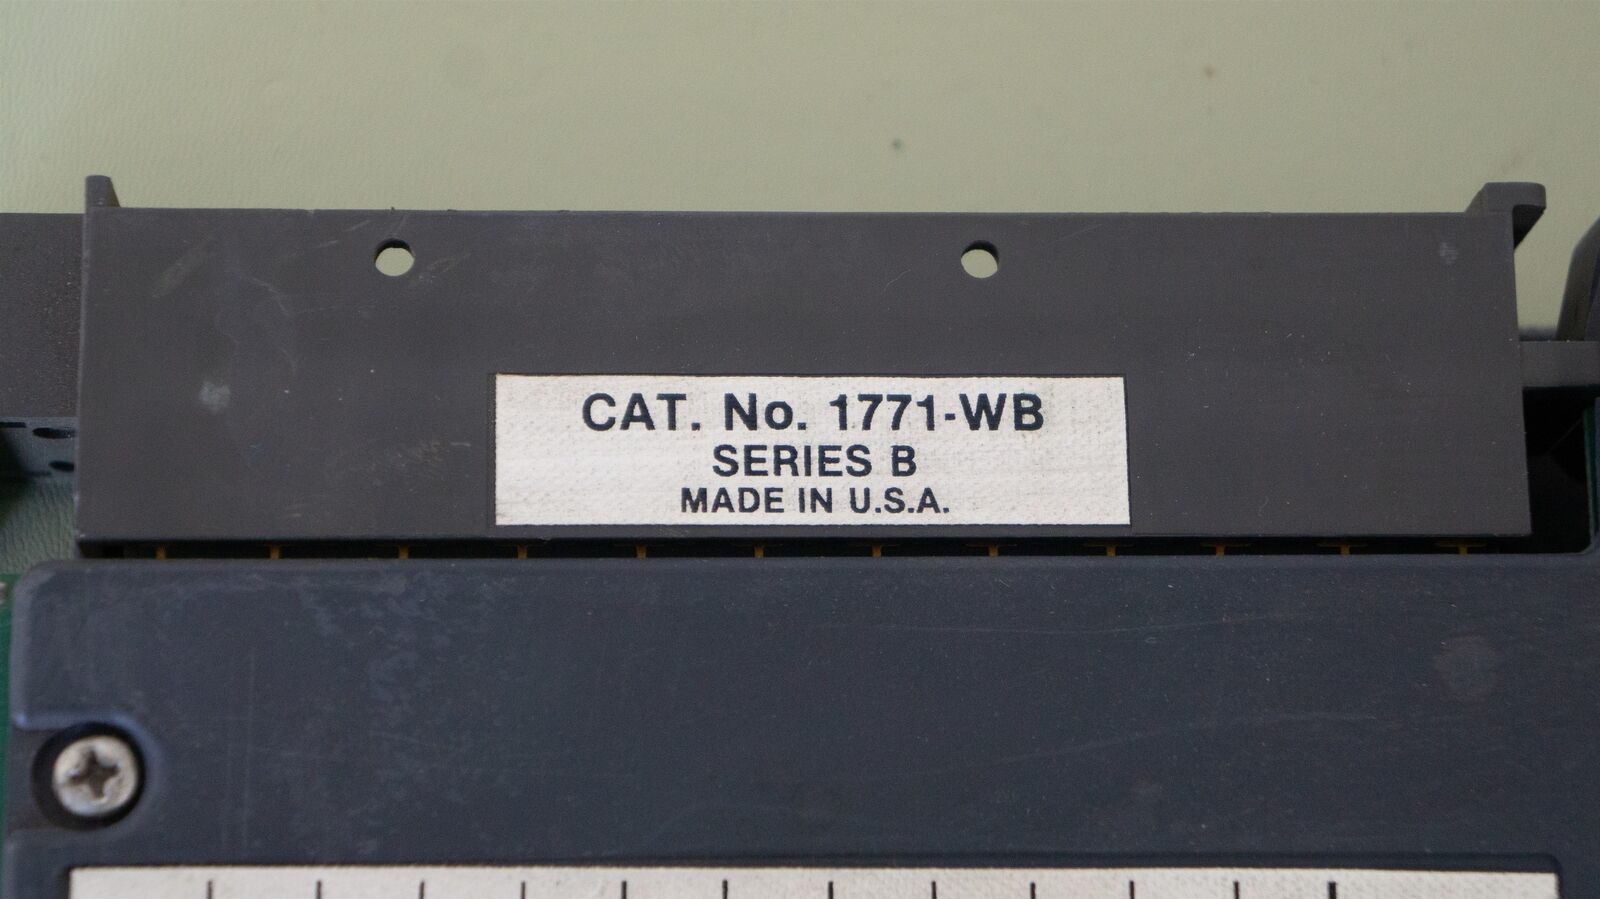 CAT. No. 1771-WB
SERIES B
MADE IN U.S.A.